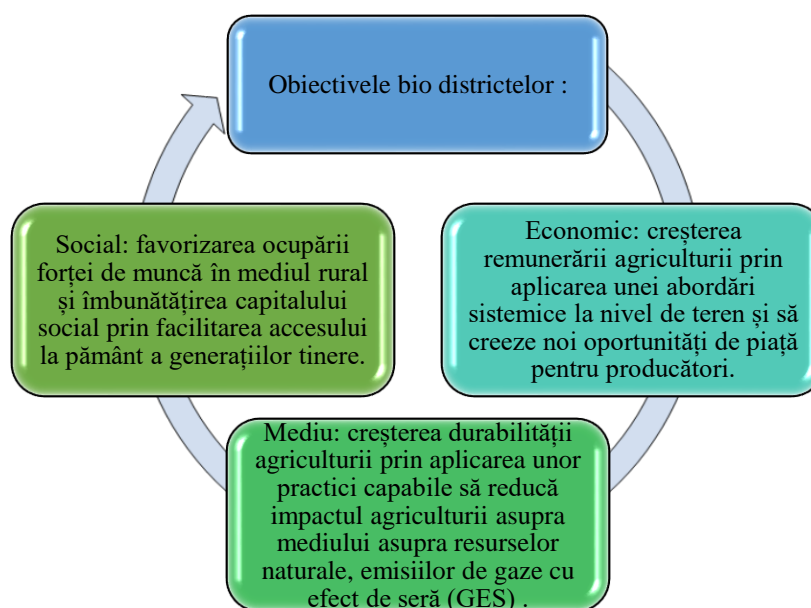 Obiectivele bio districtelor :
Economic: creșterea
remunerării agriculturii prin
aplicarea unei abordări
sistemice la nivel de teren și să
creeze noi oportunități de piață
pentru producători.
Mediu: creșterea durabilității
agriculturii prin aplicarea unor
practici capabile să reducă
impactul agriculturii asupra
mediului asupra resurselor
naturale, emisiilor de gaze cu
efect de seră (GES) .
Social: favorizarea ocupării
forței de muncă în mediul rural
și îmbunătățirea capitalului
social prin facilitarea accesului
la pământ a generațiilor tinere.